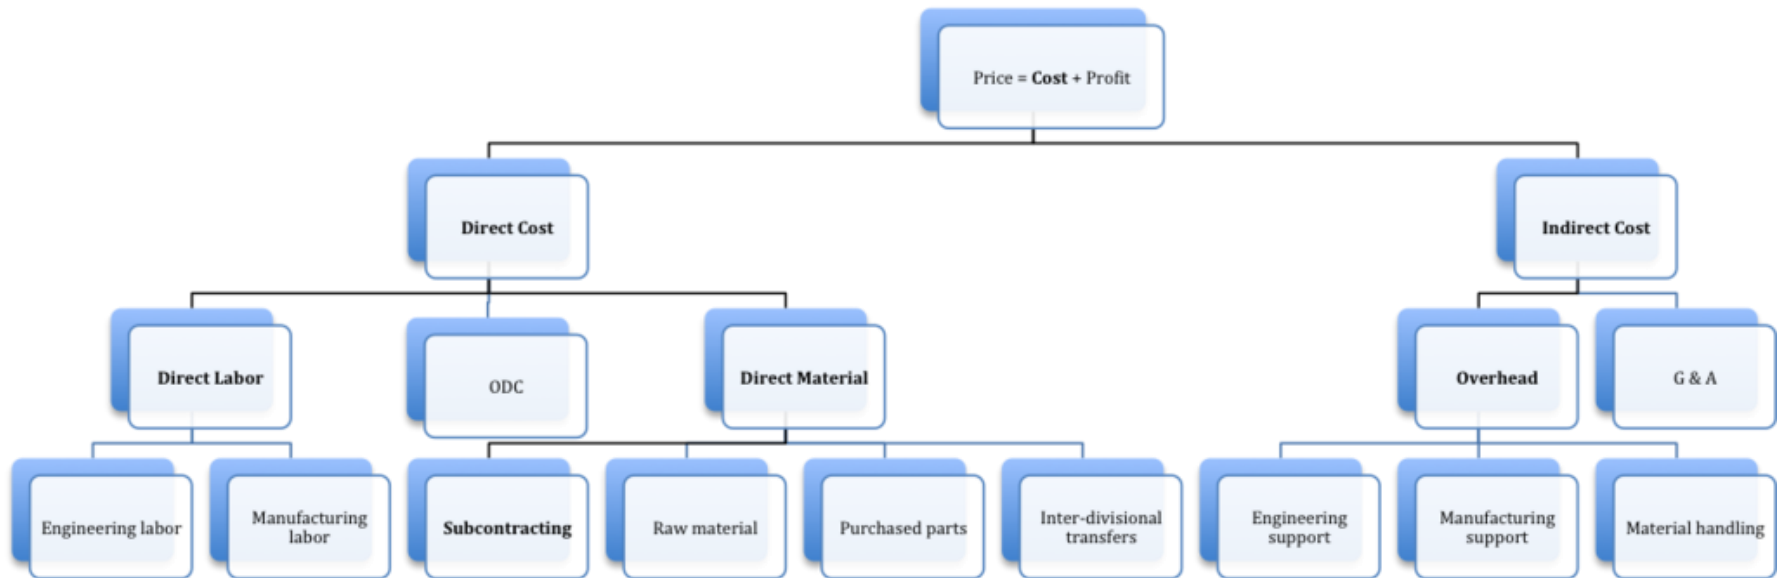 Price = Cost + Profit
Direct Cost
Indirect Cost
Direct Labor
ODC
Direct Material
Overhead
G & A
Engineering labor
Manufacturing
labor
Subcontracting
Raw material
Purchased parts
Inter-divisional
transfers
Engineering
support
Manufacturing
support
Material handling